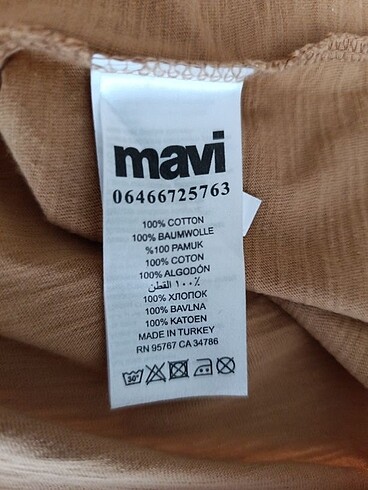 mavi
06466725763
100% COTTON
100% BAUMWOLLE
%100 PAMUK
100% COTON
100% ALGODÓN
١٠٠٪ القطن
100% ХЛОПОК
100% BAVLNA
100% KATOEN
MADE IN TURKEY
RN 95767 CA 34786
30°